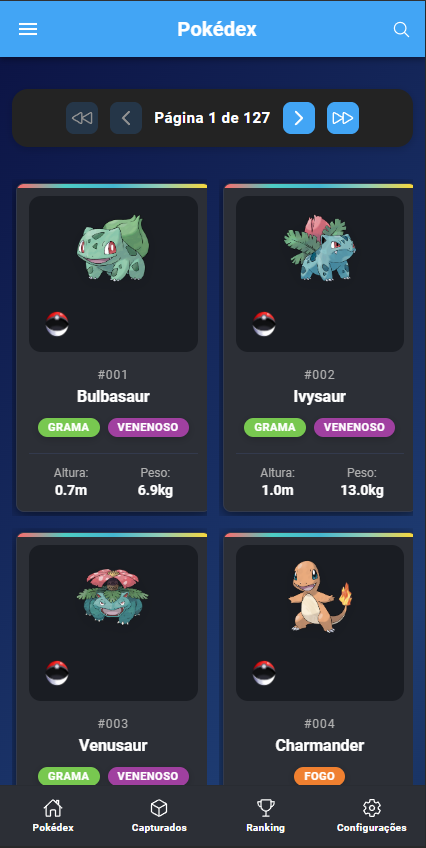 Pokédex
Página 1 de 127
#001
Bulbasaur
GRAMA VENENOSO
Altura: Peso:
0.7m 6.9kg
#002
Ivysaur
GRAMA VENENOSO
Altura: Peso:
1.0m 13.0kg
#003
Venusaur
GRAMA VENENOSO
#004
Charmander
FOGO
Pokédex Capturados Ranking Configurações